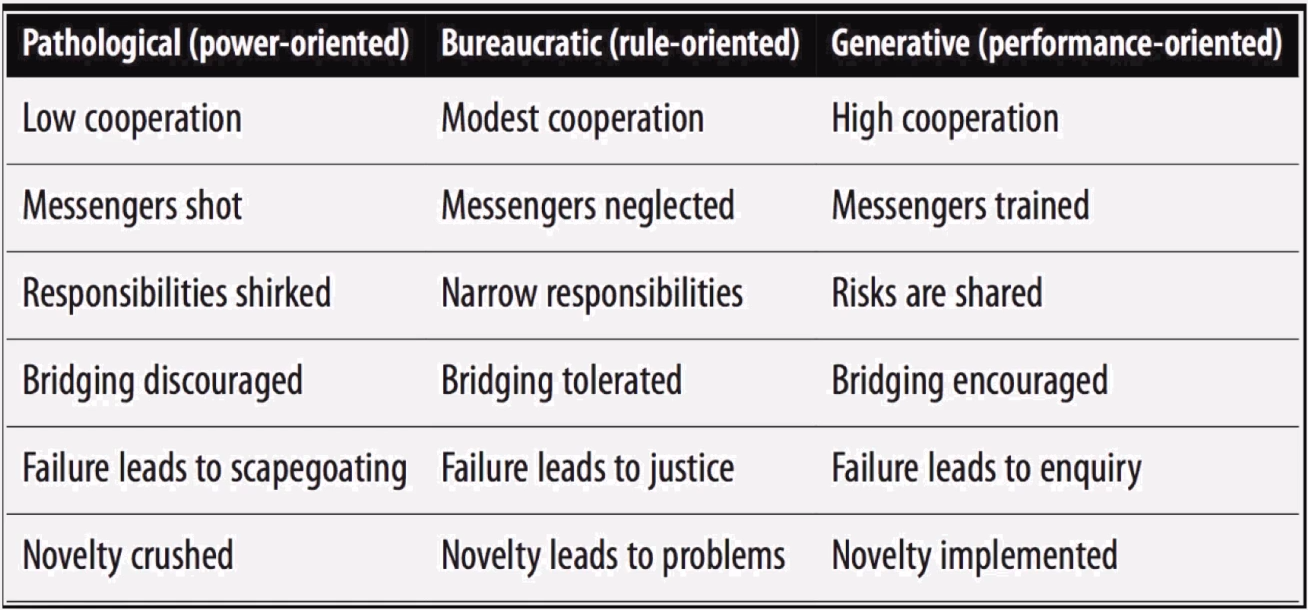 Pathological (power-oriented) Bureaucratic (rule-oriented) Generative (performance-oriented)
Low cooperation Modest cooperation High cooperation
Messengers shot Messengers neglected Messengers trained
Responsibilities shirked Narrow responsibilities Risks are shared
Bridging discouraged Bridging tolerated Bridging encouraged
Failure leads to scapegoating Failure leads to justice Failure leads to enquiry
Novelty crushed Novelty leads to problems Novelty implemented